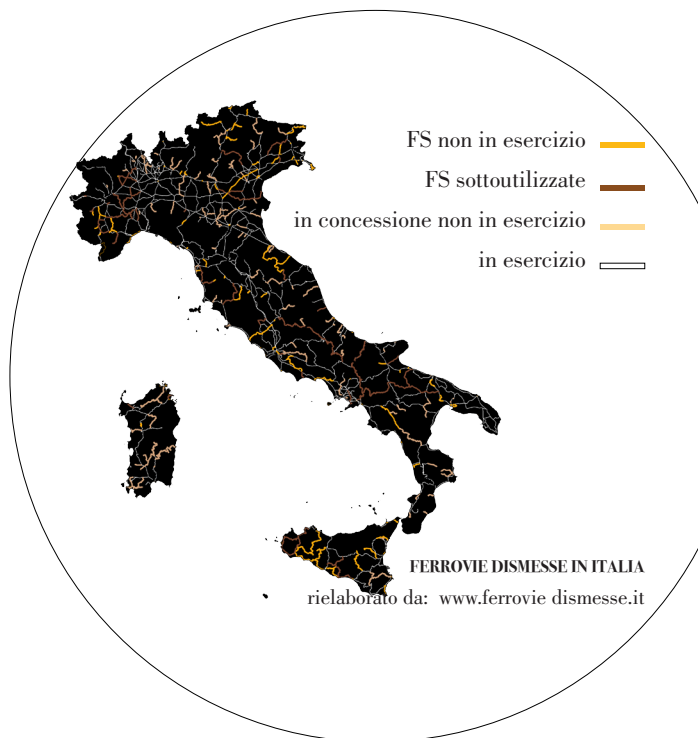 FS non in esercizio
FS sottoutilizzate
in concessione non in esercizio
in esercizio
FERROVIE DISMESSE IN ITALIA
rielaborato da: www.ferrovie dismesse.it